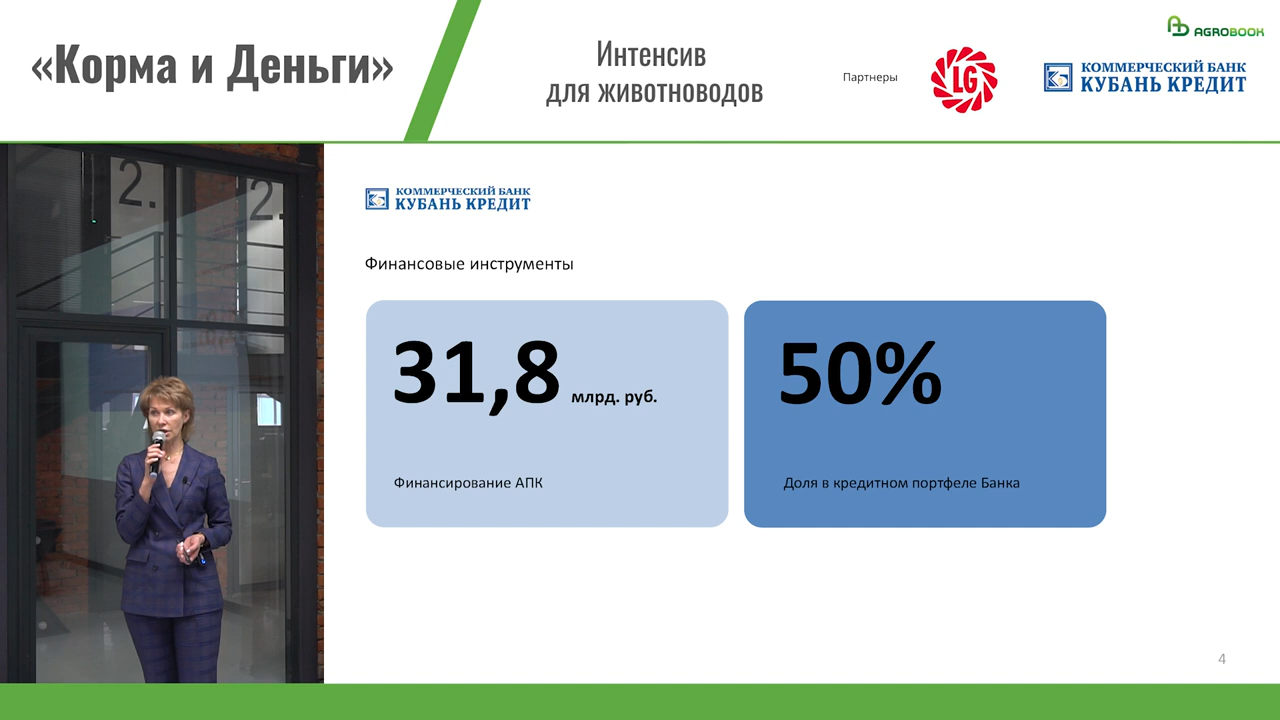 «Корма и Деньги»
Интенсив
для животноводов
Партнеры
LG
КОММЕРЧЕСКИЙ БАНК
КУБАНЬ КРЕДИТ
AGROBOOK
2.
2.
КОММЕРЧЕСКИЙ БАНК
КУБАНЬ КРЕДИТ
Финансовые инструменты
31,8 млрд. руб.
Финансирование АПК
50%
Доля в кредитном портфеле Банка
4